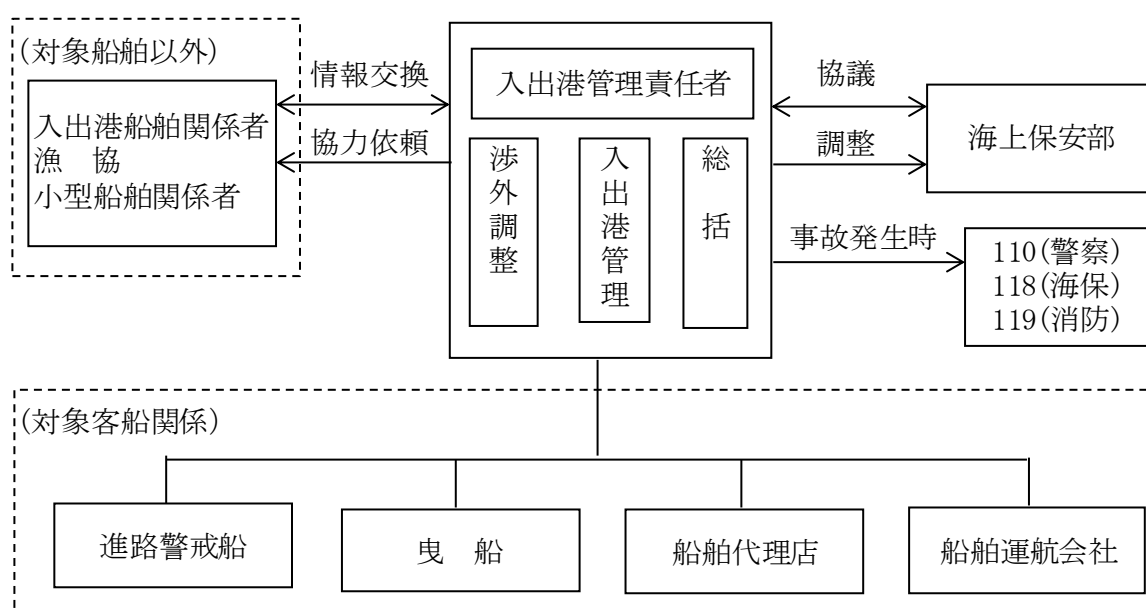 (対象船舶以外)
入出港船舶関係者
漁　協
小型船舶関係者
情報交換
協力依頼
入出港管理責任者
渉外調整
入出港管理
総　括
協議
調整
海上保安部
事故発生時
110(警察)
118(海保)
119(消防)
(対象客船関係)
進路警戒船
曳　船
船舶代理店
船舶運航会社